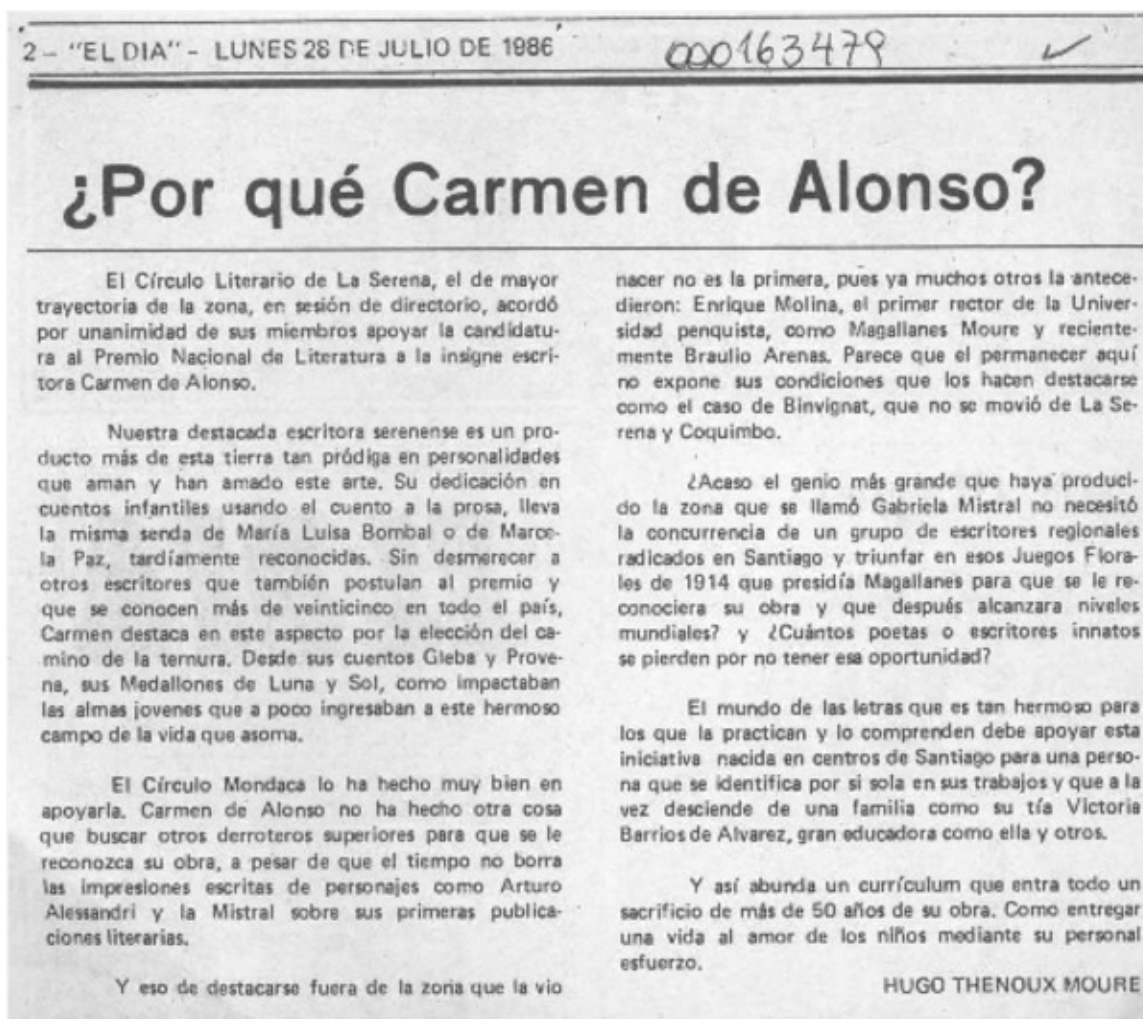 2 - "EL DIA" - LUNES 28 DE JULIO DE 1986
000163479
¿Por qué Carmen de Alonso?
El Círculo Literario de La Serena, el de mayor
trayectoria de la zona, en sesión de directorio, acordó
por unanimidad de sus miembros apoyar la candidatu-
ra al Premio Nacional de Literatura a la insigne escri-
tora Carmen de Alonso.
Nuestra destacada escritora serenense es un pro-
ducto más de esta tierra tan pródiga en personalidades
que aman y han amado este arte. Su dedicación en
cuentos infantiles usando el cuento a la prosa, lleva
la misma senda de María Luisa Bombal o de Marce-
la Paz, tardíamente reconocidas. Sin desmerecer a
otros escritores que también postulan al premio y
que se conocen más de veinticinco en todo el país,
Carmen destaca en este aspecto por la elección del ca-
mino de la ternura. Desde sus cuentos Gleba y Prove-
na, sus Medallones de Luna y Sol, como impactaban
las almas jovenes que a poco ingresaban a este hermoso
campo de la vida que asoma.
El Círculo Mondaca lo ha hecho muy bien en
apoyarla. Carmen de Alonso no ha hecho otra cosa
que buscar otros derroteros superiores para que se le
reconozca su obra, a pesar de que el tiempo no borra
las impresiones escritas de personajes como Arturo
Alessandri y la Mistral sobre sus primeras publica-
ciones literarias.
Y eso de destacarse fuera de la zona que la vio
nacer no es la primera, pues ya muchos otros la antece-
dieron: Enrique Molina, el primer rector de la Univer-
sidad penquista, como Magallanes Moure y reciente-
mente Braulio Arenas. Parece que el permanecer aquí
no expone sus condiciones que los hacen destacarse
como el caso de Binvignat, que no se movió de La Se-
rena y Coquimbo.
¿Acaso el genio más grande que haya produci-
do la zona que se llamó Gabriela Mistral no necesitó
la concurrencia de un grupo de escritores regionales
radicados en Santiago y triunfar en esos Juegos Flora-
les de 1914 que presidía Magallanes para que se le re-
conociera su obra y que después alcanzara niveles
mundiales? y ¿Cuántos poetas o escritores innatos
se pierden por no tener esa oportunidad?
El mundo de las letras que es tan hermoso para
los que la practican y lo comprenden debe apoyar esta
iniciativa nacida en centros de Santiago para una perso-
na que se identifica por si sola en sus trabajos y que a la
vez desciende de una familia como su tía Victoria
Barrios de Alvarez, gran educadora como ella y otros.
Y así abunda un currículum que entra todo un
sacrificio de más de 50 años de su obra. Como entregar
una vida al amor de los niños mediante su personal
esfuerzo.
HUGO THENOUX MOURE